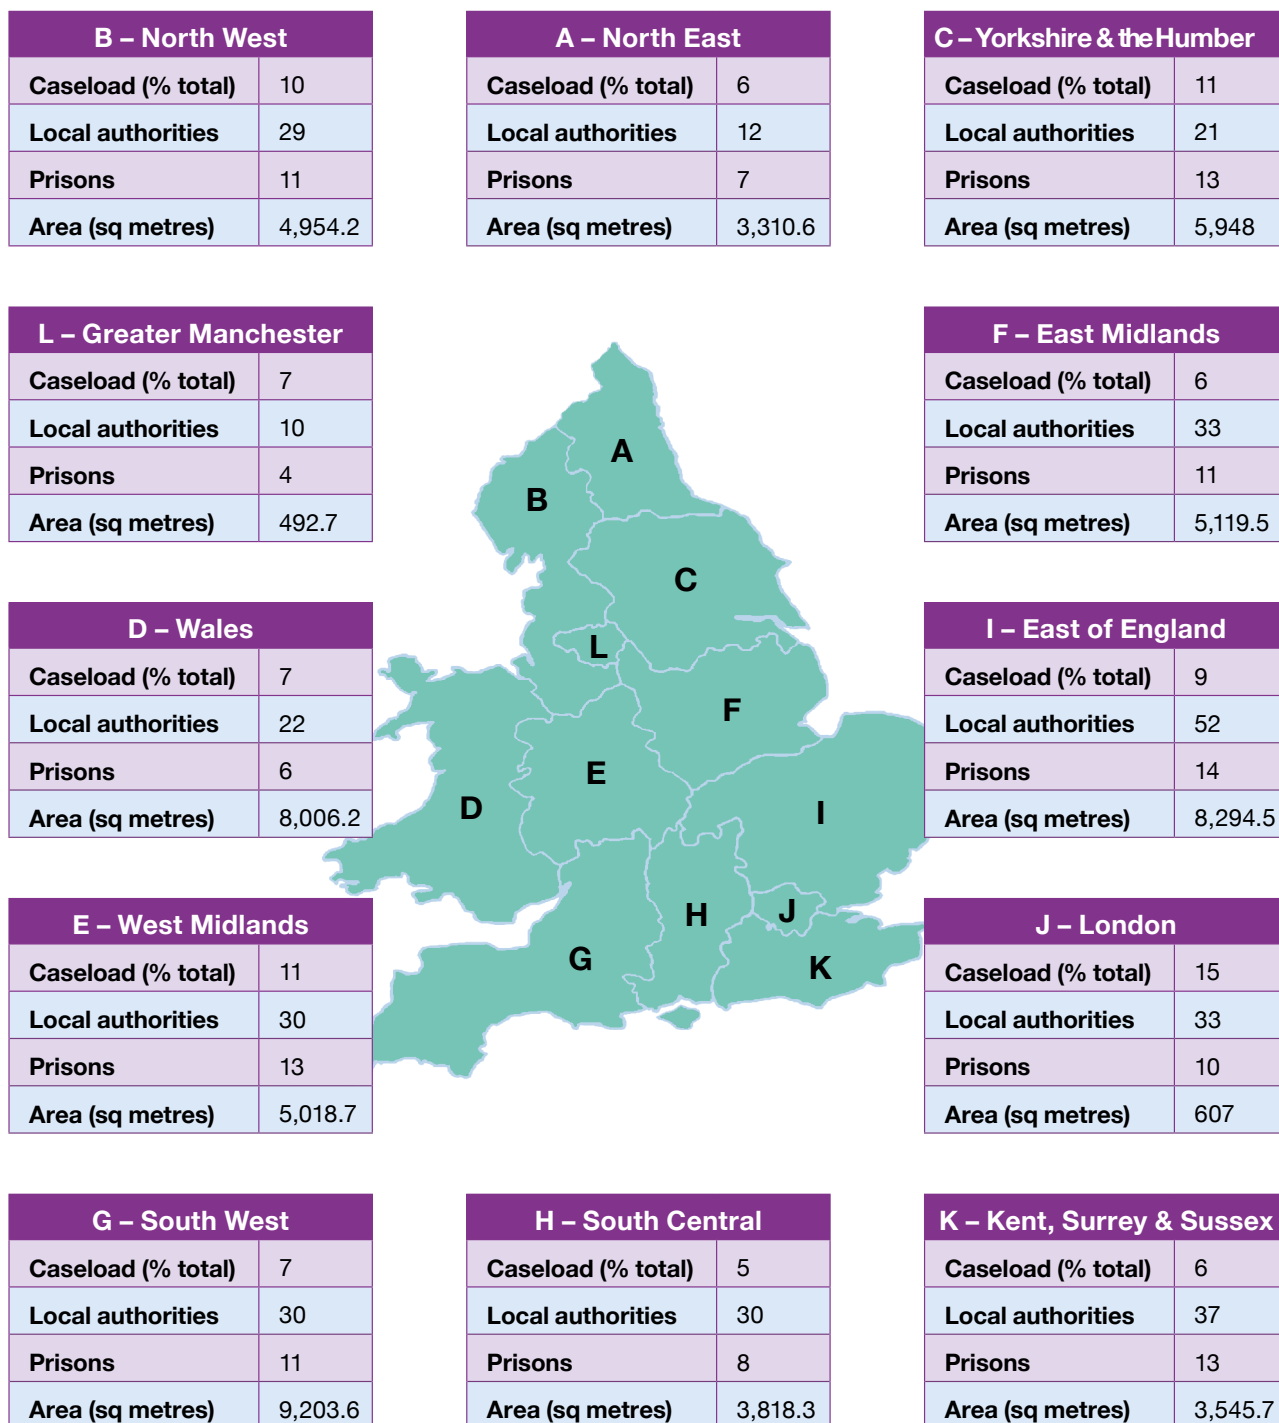 B – North West
Caseload (% total) 10
Local authorities 29
Prisons 11
Area (sq metres) 4,954.2
A – North East
Caseload (% total) 6
Local authorities 12
Prisons 7
Area (sq metres) 3,310.6
C – Yorkshire & the Humber
Caseload (% total) 11
Local authorities 21
Prisons 13
Area (sq metres) 5,948
L – Greater Manchester
Caseload (% total) 7
Local authorities 10
Prisons 4
Area (sq metres) 492.7
F – East Midlands
Caseload (% total) 6
Local authorities 33
Prisons 11
Area (sq metres) 5,119.5
D – Wales
Caseload (% total) 7
Local authorities 22
Prisons 6
Area (sq metres) 8,006.2
I – East of England
Caseload (% total) 9
Local authorities 52
Prisons 14
Area (sq metres) 8,294.5
A
B
C
L
F
E
D
I
H
J
G
K
E – West Midlands
Caseload (% total) 11
Local authorities 30
Prisons 13
Area (sq metres) 5,018.7
J – London
Caseload (% total) 15
Local authorities 33
Prisons 10
Area (sq metres) 607
G – South West
Caseload (% total) 7
Local authorities 30
Prisons 11
Area (sq metres) 9,203.6
H – South Central
Caseload (% total) 5
Local authorities 30
Prisons 8
Area (sq metres) 3,818.3
K – Kent, Surrey & Sussex
Caseload (% total) 6
Local authorities 37
Prisons 13
Area (sq metres) 3,545.7